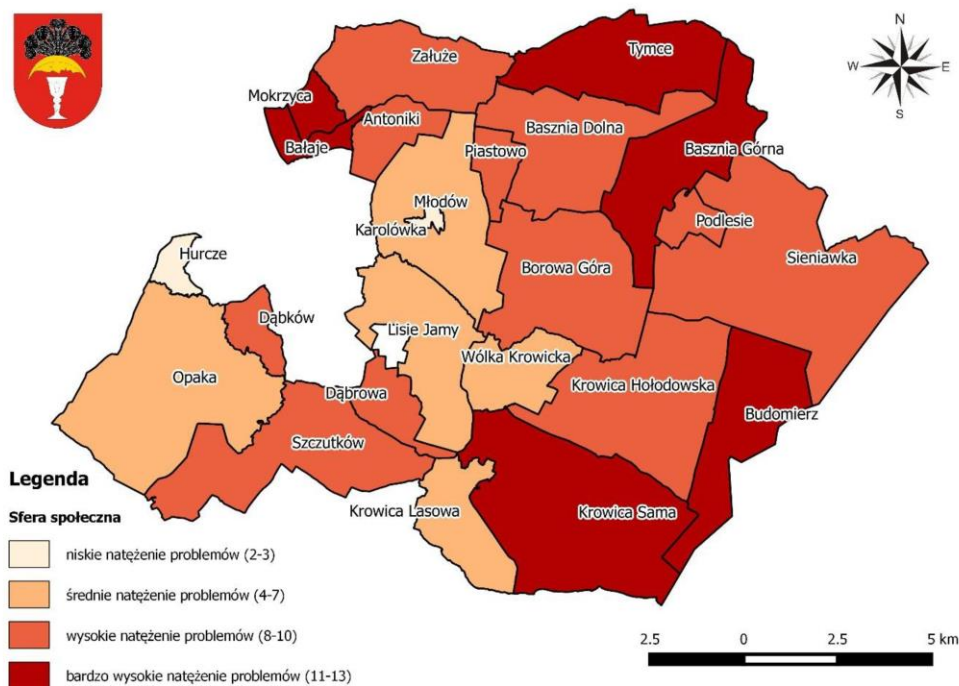 N
W E
S
Załuże
Tymce
Mokrzyca
Antoniki
Basznia Dolna
Bałaje
Piastowo
Basznia Górna
Młodów
Karolówka
Podlesie
Hurcze
Borowa Góra
Sieniawka
Dąbków
Lisie Jamy
Wólka Krowicka
Opaka
Krowica Hołodowska
Dąbrowa
Budomierz
Szczutków
Krowica Lasowa
Krowica Sama
Legenda
Sfera społeczna
niskie natężenie problemów (2-3)
średnie natężenie problemów (4-7)
wysokie natężenie problemów (8-10)
bardzo wysokie natężenie problemów (11-13)
2.5 0 2.5 5 km